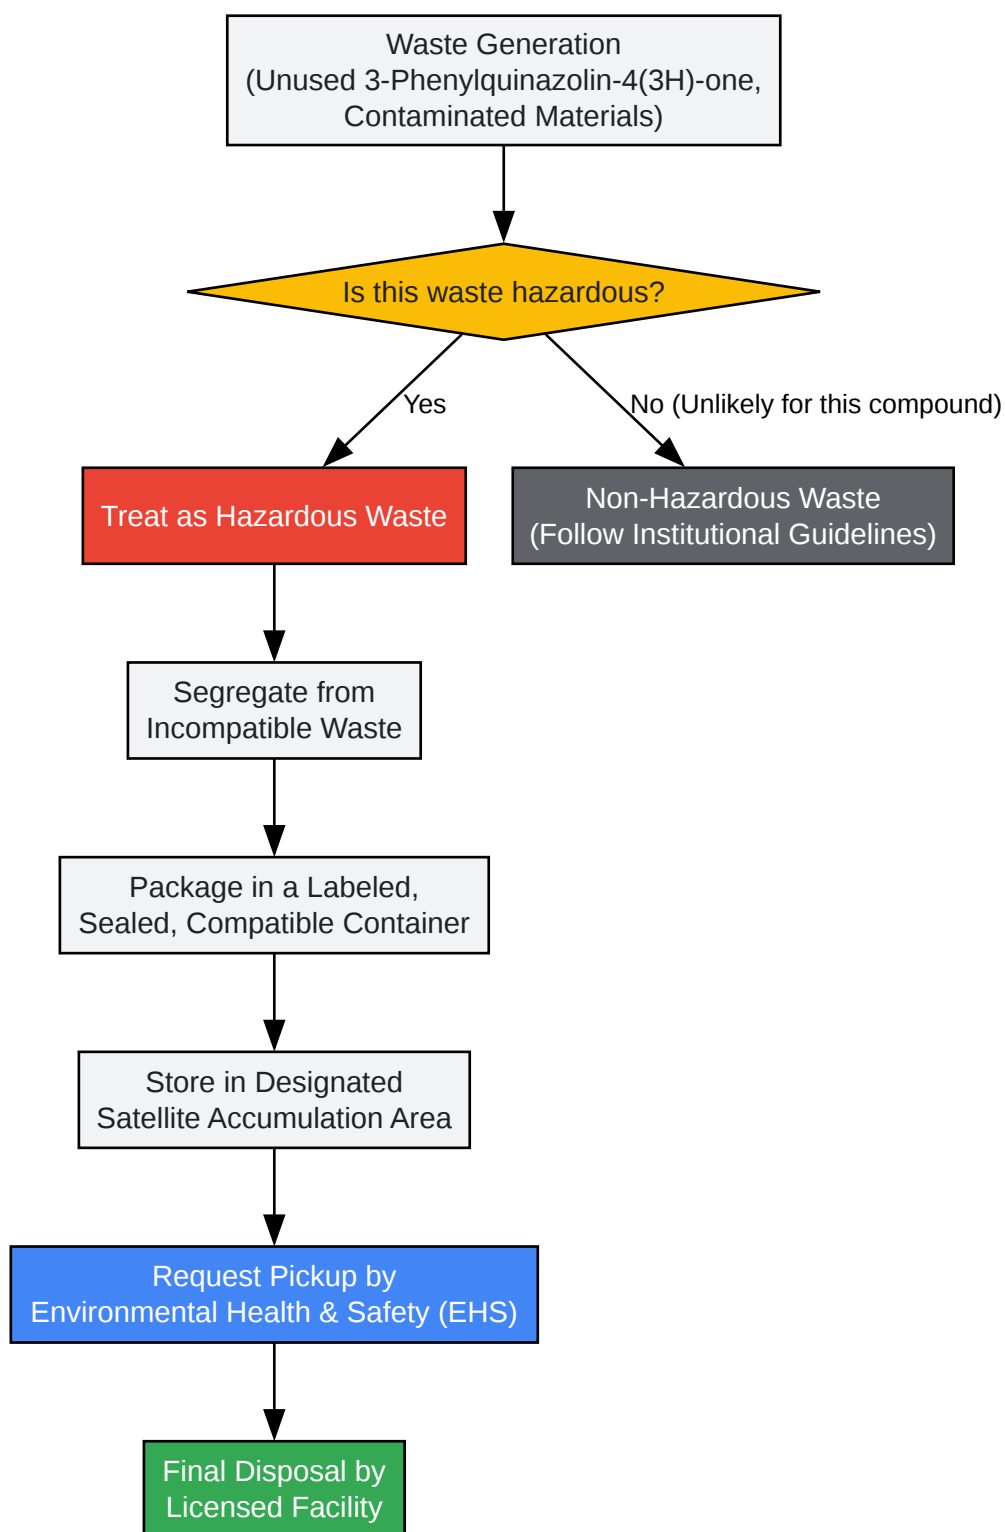 Waste Generation
(Unused 3-Phenylquinazolin-4(3H)-one,
Contaminated Materials)
Is this waste hazardous?
Yes
No (Unlikely for this compound)
Treat as Hazardous Waste
Non-Hazardous Waste
(Follow Institutional Guidelines)
Segregate from
Incompatible Waste
Package in a Labeled,
Sealed, Compatible Container
Store in Designated
Satellite Accumulation Area
Request Pickup by
Environmental Health & Safety (EHS)
Final Disposal by
Licensed Facility